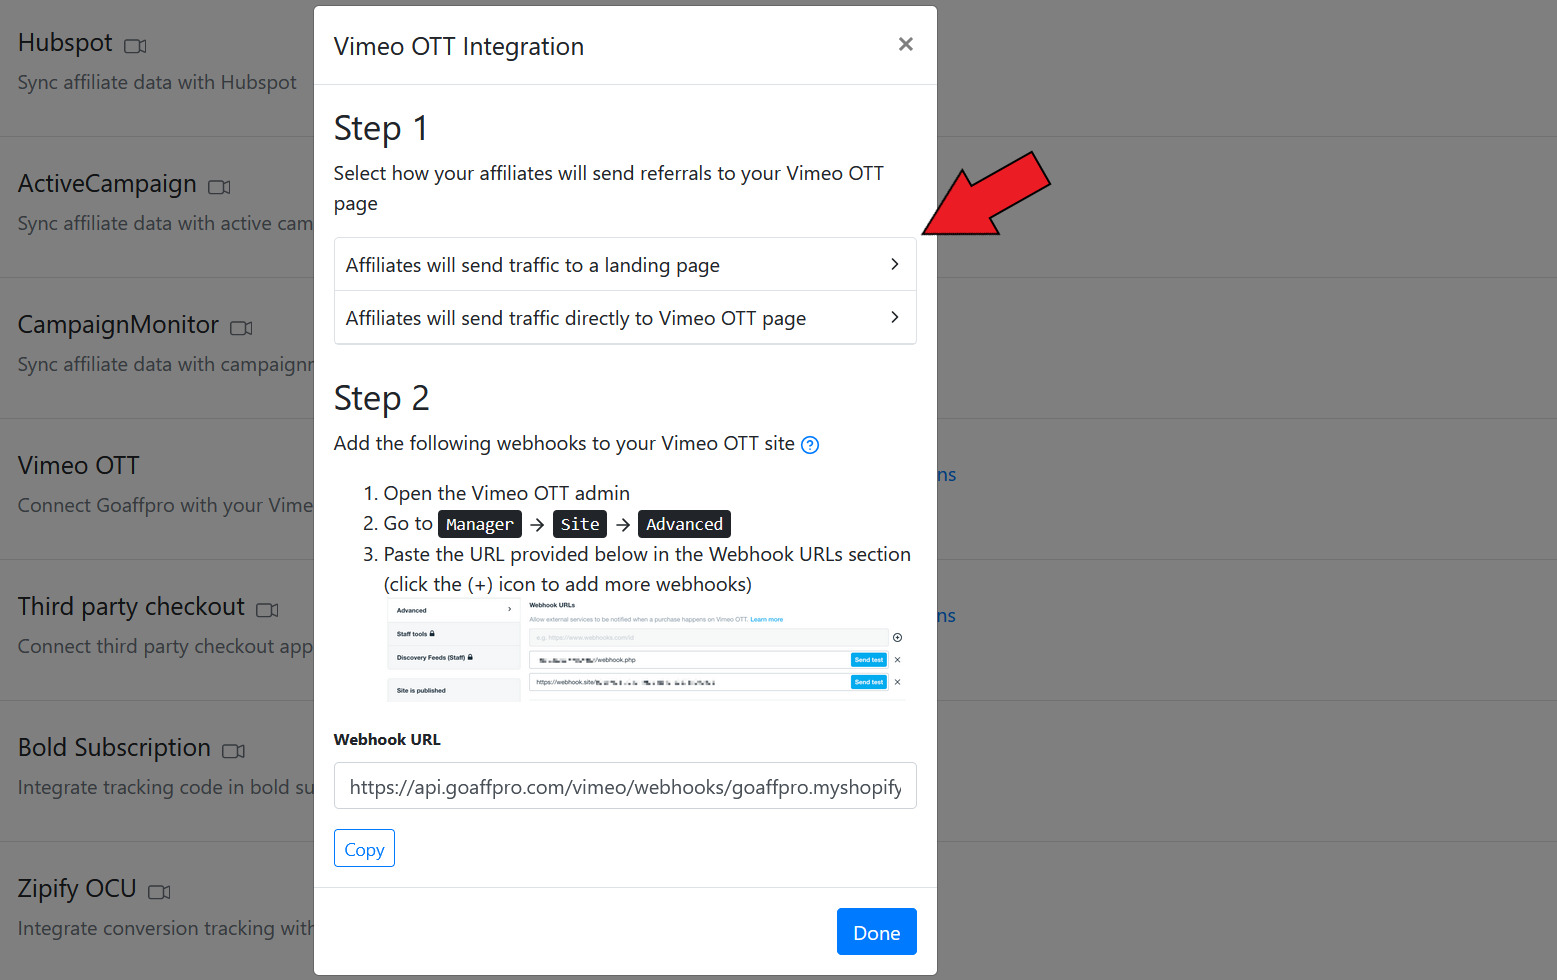 Hubspot
Sync affiliate data with Hubspot
ActiveCampaign
Sync affiliate data with active cam
CampaignMonitor
Sync affiliate data with campaignr
Vimeo OTT
Connect Goaffpro with your Vime
Third party checkout
Connect third party checkout app
Bold Subscription
Integrate tracking code in bold su
Zipify OCU
Integrate conversion tracking with
Vimeo OTT Integration
×
Step 1
Select how your affiliates will send referrals to your Vimeo OTT
page
Affiliates will send traffic to a landing page
Affiliates will send traffic directly to Vimeo OTT page
Step 2
Add the following webhooks to your Vimeo OTT site
1. Open the Vimeo OTT admin
2. Go to Manager → Site → Advanced
3. Paste the URL provided below in the Webhook URLs section
(click the (+) icon to add more webhooks)
Advanced
Staff tools
Discovery Feeds (Staff)
Site is published
Webhook URLs
Allow external services to be notified when a purchase happens on Vimeo OTT. Learn more
e.g, https://www.webhooks.com/id
/webhook.php
Send test
https://webhook.site/
Send test
Webhook URL
https://api.goaffpro.com/vimeo/webhooks/goaffpro.myshopify
Copy
Done
ns
ns